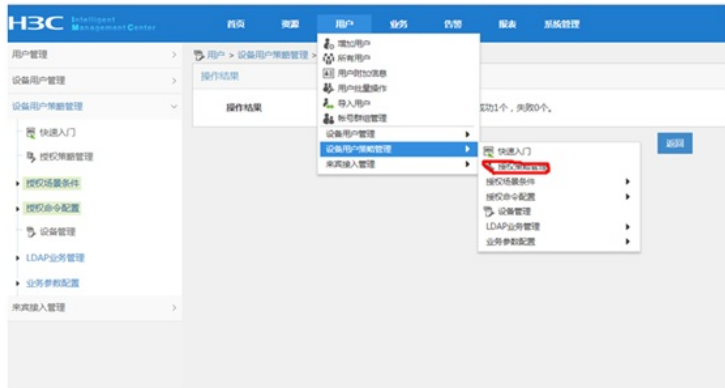 H3C Intelligent Management Center
首页 资源 用户 业务 告警 报表 系统管理
用户管理
设备用户管理
设备用户策略管理
快速入门
授权策略管理
授权场景条件
授权命令配置
设备管理
LDAP业务管理
业务参数配置
来宾接入管理
用户 > 设备用户策略管理 >
操作结果
操作结果
成功1个，失败0个。
返回
增加用户
所有用户
用户附加信息
用户批量操作
导入用户
帐号群组管理
设备用户管理
设备用户策略管理
来宾接入管理
快速入门
授权策略管理
授权场景条件
授权命令配置
设备管理
LDAP业务管理
业务参数配置